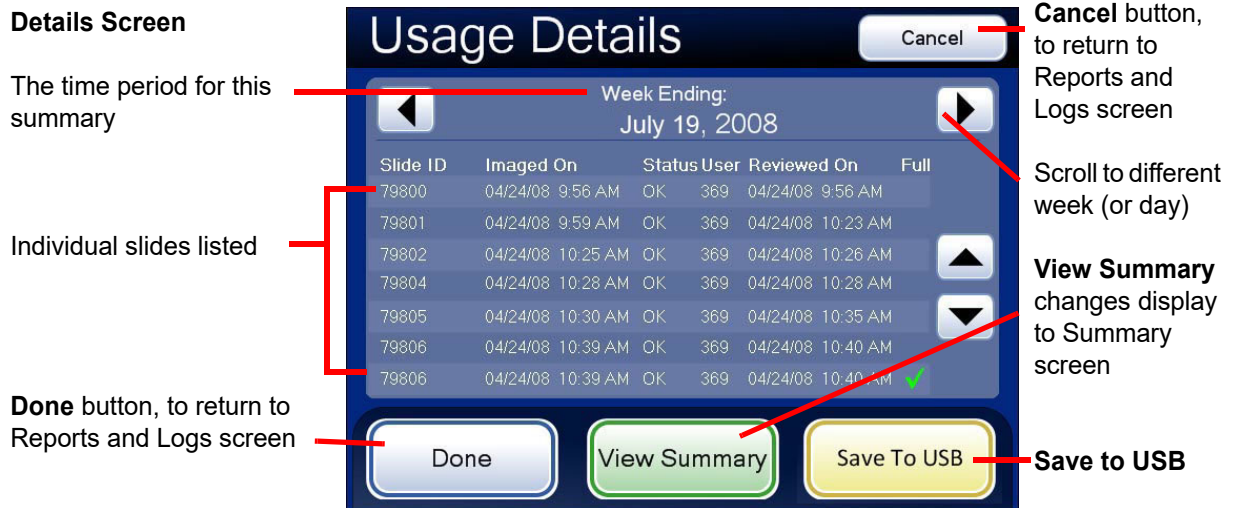 Details Screen
The time period for this
summary
Individual slides listed
Done button, to return to
Reports and Logs screen
Usage Details
Cancel
Week Ending:
July 19, 2008
Slide ID Imaged On Status User Reviewed On Full
79800 04/24/08 9:56 AM OK 369 04/24/08 9:56 AM
79801 04/24/08 9:59 AM OK 369 04/24/08 10:23 AM
79802 04/24/08 10:25 AM OK 369 04/24/08 10:26 AM
79804 04/24/08 10:28 AM OK 369 04/24/08 10:28 AM
79805 04/24/08 10:30 AM OK 369 04/24/08 10:35 AM
79806 04/24/08 10:39 AM OK 369 04/24/08 10:40 AM
79806 04/24/08 10:39 AM OK 369 04/24/08 10:40 AM ✓
Done
View Summary
Save To USB
Cancel button,
to return to
Reports and
Logs screen
Scroll to different
week (or day)
View Summary
changes display
to Summary
screen
Save to USB